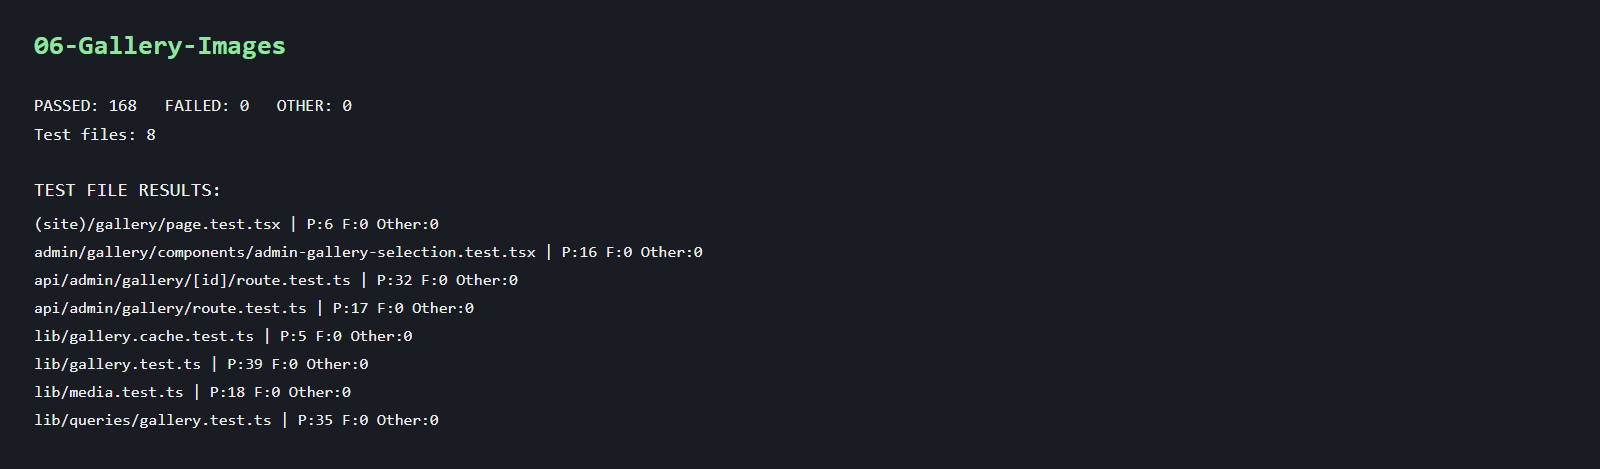 06-Gallery-Images
PASSED: 168   FAILED: 0   OTHER: 0
Test files: 8
TEST FILE RESULTS:
(site)/gallery/page.test.tsx | P:6 F:0 Other:0
admin/gallery/components/admin-gallery-selection.test.tsx | P:16 F:0 Other:0
api/admin/gallery/[id]/route.test.ts | P:32 F:0 Other:0
api/admin/gallery/route.test.ts | P:17 F:0 Other:0
lib/gallery.cache.test.ts | P:5 F:0 Other:0
lib/gallery.test.ts | P:39 F:0 Other:0
lib/media.test.ts | P:18 F:0 Other:0
lib/queries/gallery.test.ts | P:35 F:0 Other:0